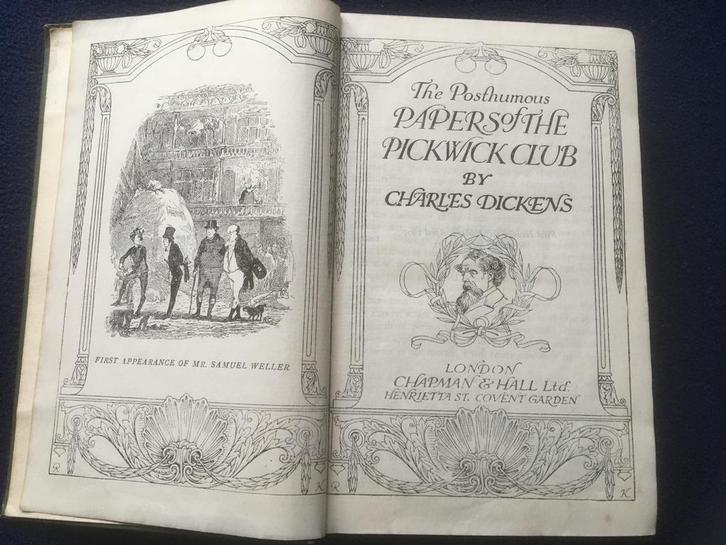 FIRST APPEARANCE OF MR. SAMUEL WELLER
R
K
The Posthumous
PAPERS of THE
PICKWICK CLUB
BY
CHARLES DICKENS
LONDON
CHAPMAN & HALL Ltd.
HENRIETTA ST. COVENT GARDEN
R
K